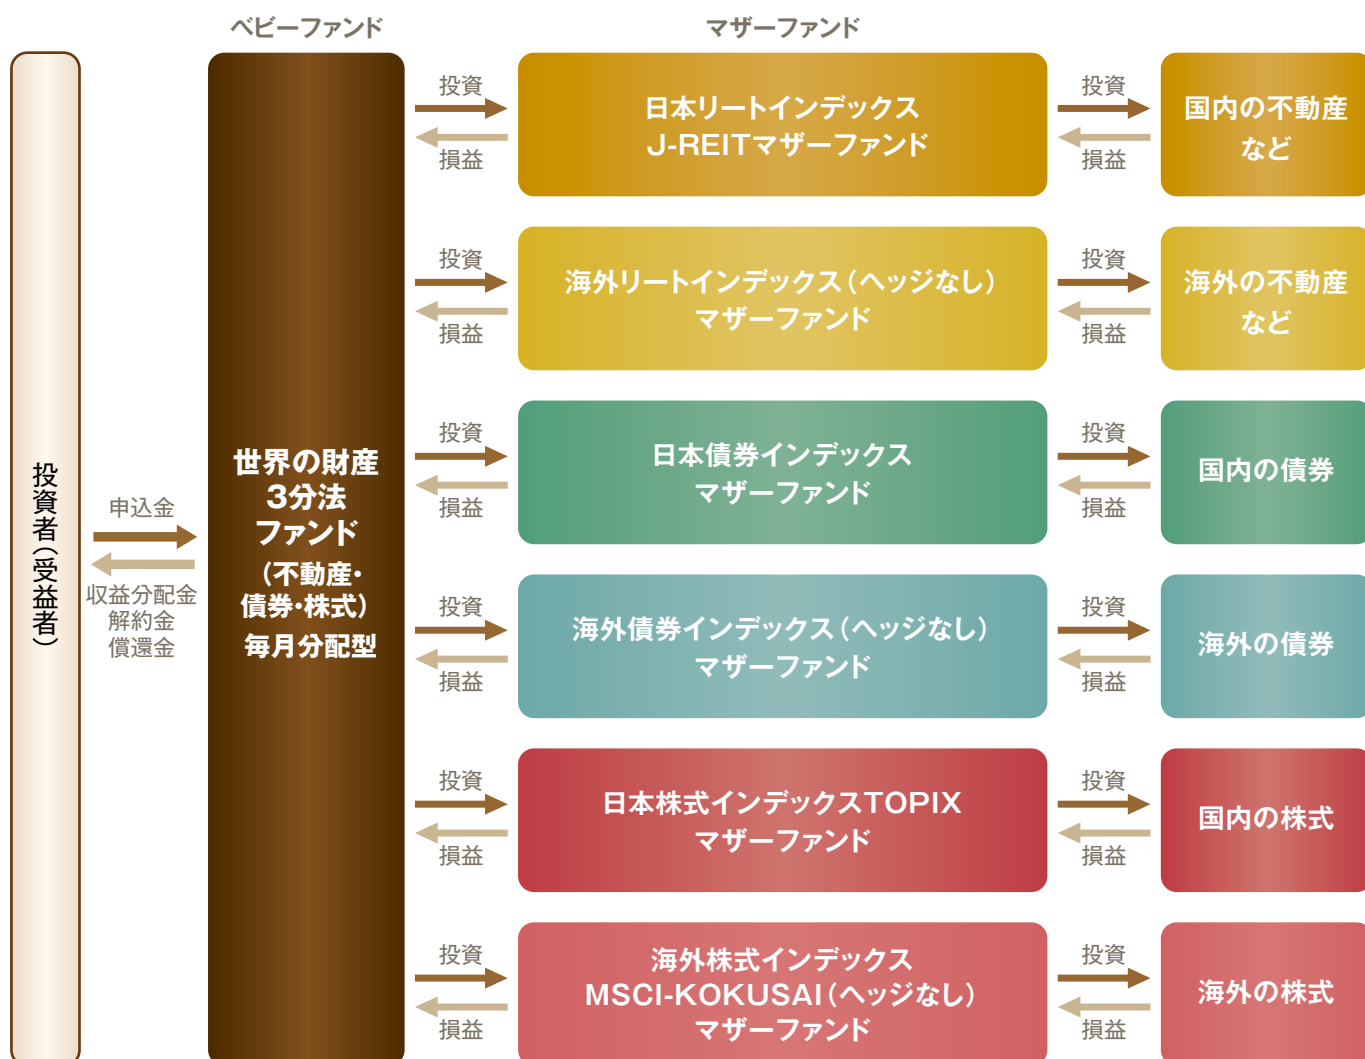 ベビーファンド
マザーファンド
投資者(受益者)
申込金
収益分配金
解約金
償還金
世界の財産
3分法
ファンド
(不動産・
債券・株式)
毎月分配型
投資
損益
日本リートインデックス
J-REITマザーファンド
投資
損益
国内の不動産
など
投資
損益
海外リートインデックス(ヘッジなし)
マザーファンド
投資
損益
海外の不動産
など
投資
損益
日本債券インデックス
マザーファンド
投資
損益
国内の債券
投資
損益
海外債券インデックス(ヘッジなし)
マザーファンド
投資
損益
海外の債券
投資
損益
日本株式インデックスTOPIX
マザーファンド
投資
損益
国内の株式
投資
損益
海外株式インデックス
MSCI-KOKUSAI(ヘッジなし)
マザーファンド
投資
損益
海外の株式